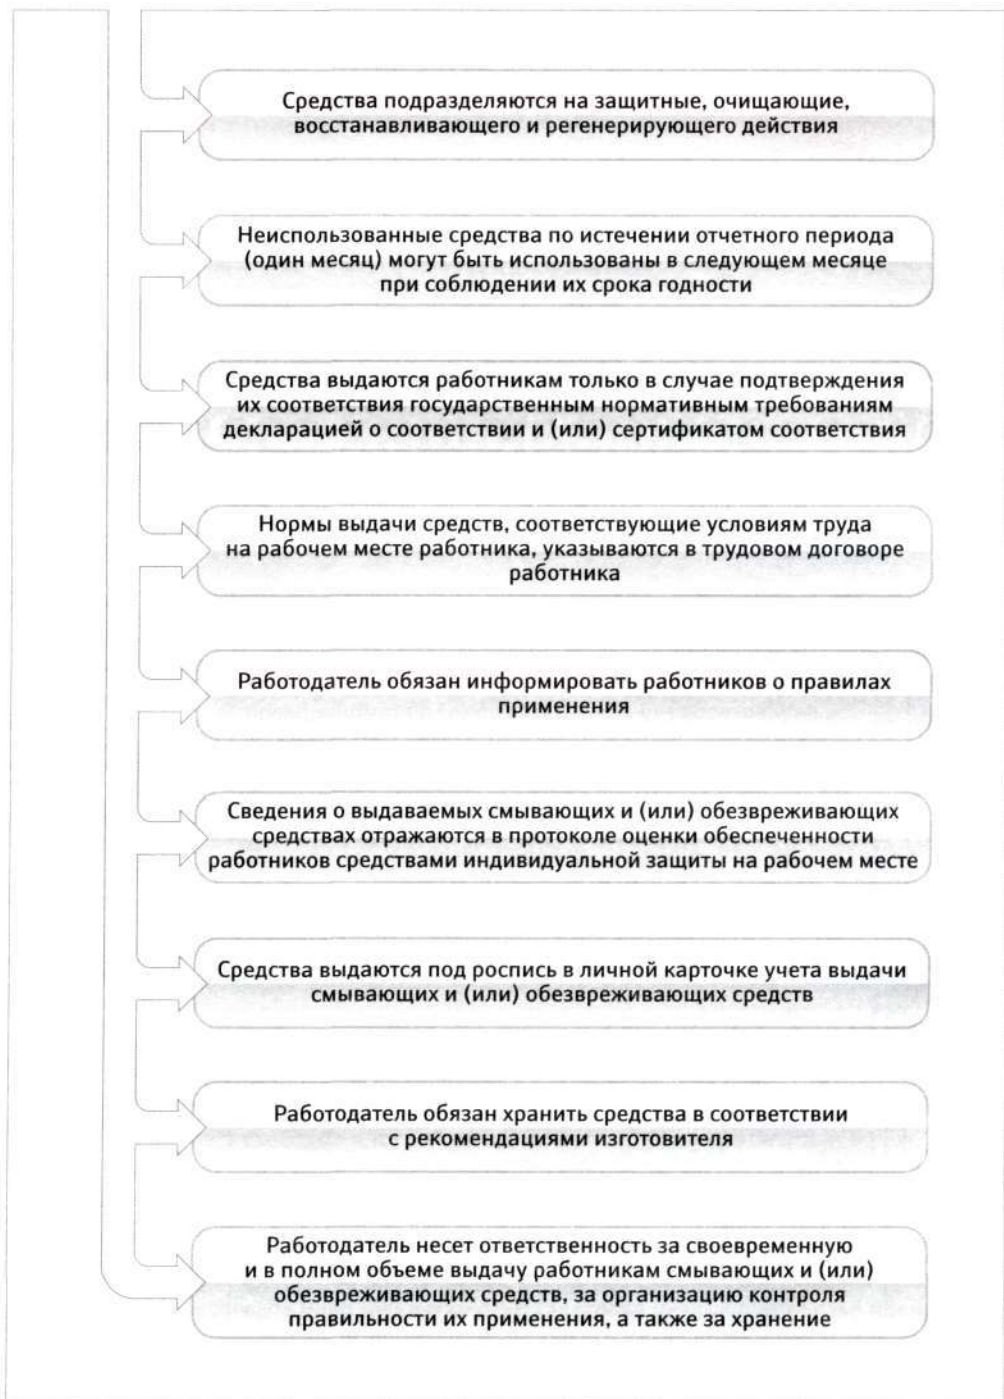 Средства подразделяются на защитные, очищающие,
восстанавливающего и регенерирующего действия
Неиспользованные средства по истечении отчетного периода
(один месяц) могут быть использованы в следующем месяце
при соблюдении их срока годности
Средства выдаются работникам только в случае подтверждения
их соответствия государственным нормативным требованиям
декларацией о соответствии и (или) сертификатом соответствия
Нормы выдачи средств, соответствующие условиям труда
на рабочем месте работника, указываются в трудовом договоре
работника
Работодатель обязан информировать работников о правилах
применения
Сведения о выдаваемых смывающих и (или) обезвреживающих
средствах отражаются в протоколе оценки обеспеченности
работников средствами индивидуальной защиты на рабочем месте
Средства выдаются под роспись в личной карточке учета выдачи
смывающих и (или) обезвреживающих средств
Работодатель обязан хранить средства в соответствии
с рекомендациями изготовителя
Работодатель несет ответственность за своевременную
и в полном объеме выдачу работникам смывающих и (или)
обезвреживающих средств, за организацию контроля
правильности их применения, а также за хранение